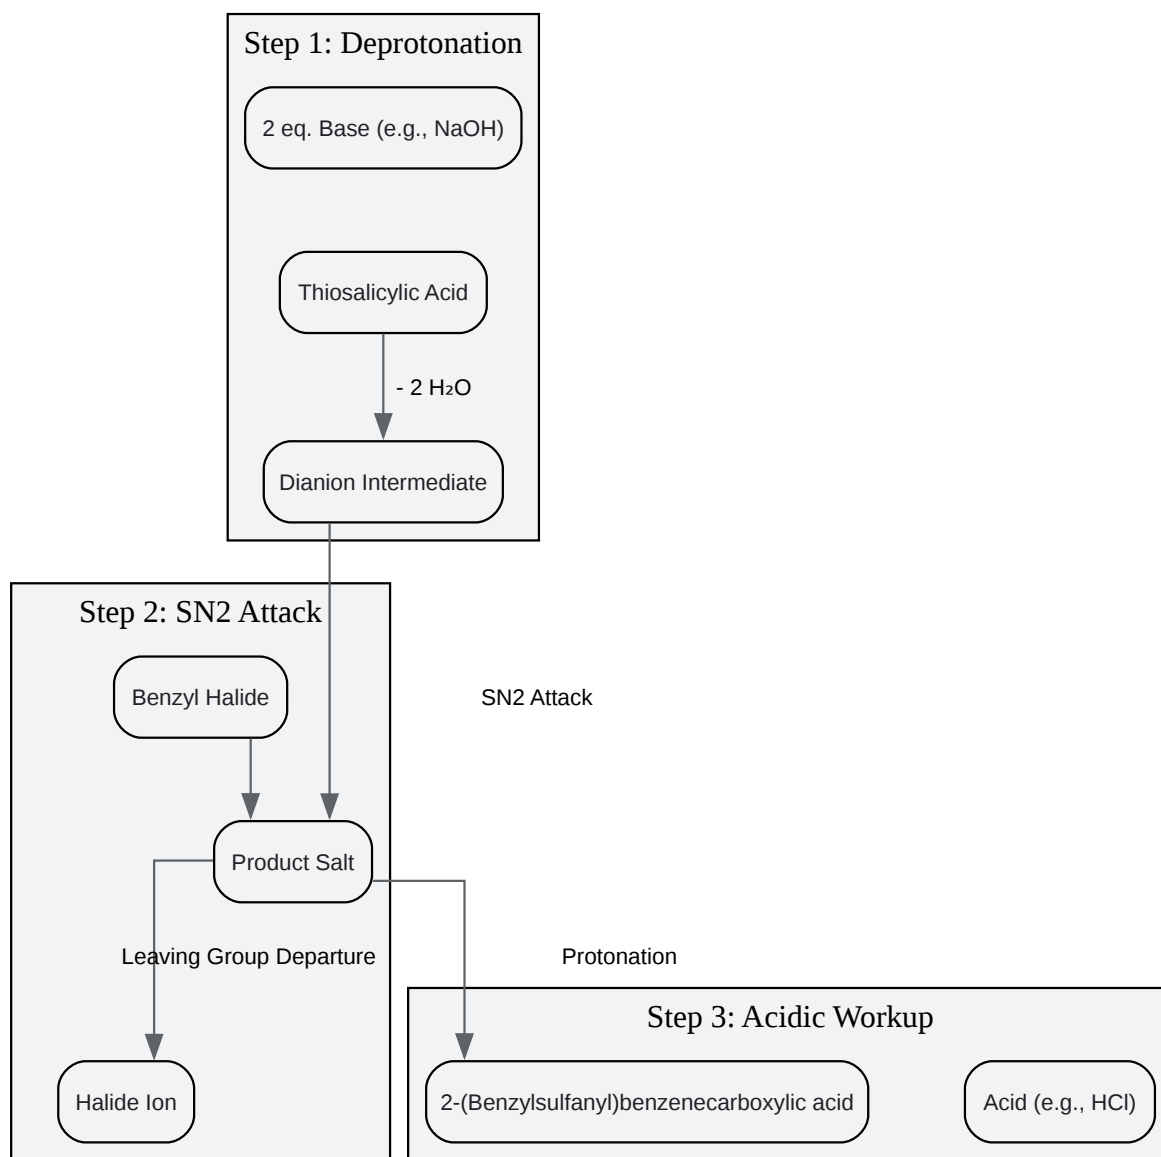 Step 1: Deprotonation
2 eq. Base (e.g., NaOH)
Thiosalicylic Acid
- 2 H₂O
Dianion Intermediate
Step 2: SN2 Attack
Benzyl Halide
SN2 Attack
Product Salt
Leaving Group Departure
Protonation
Step 3: Acidic Workup
Halide Ion
2-(Benzylsulfanyl)benzenecarboxylic acid
Acid (e.g., HCl)